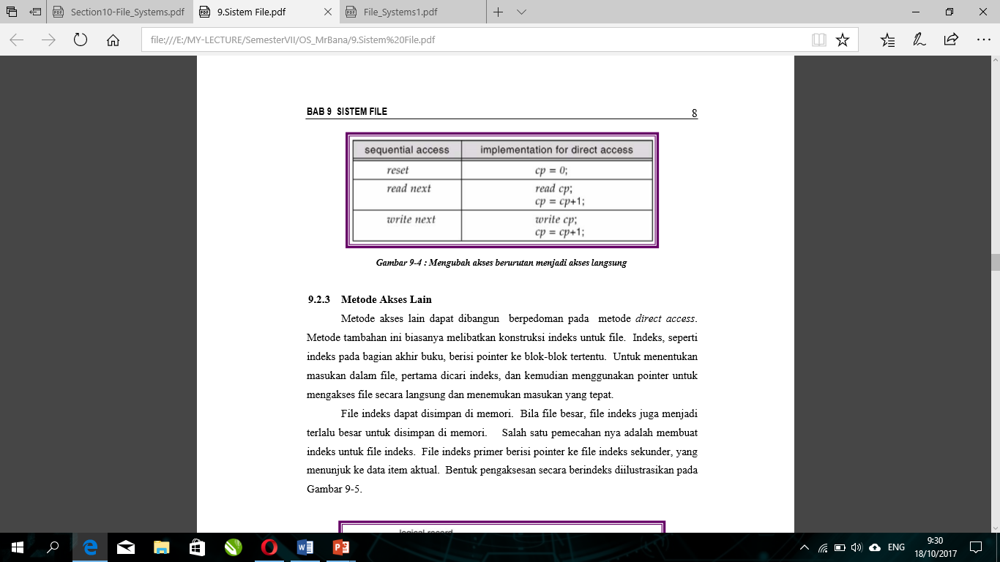 Section10-File_Systems.pdf
9.Sistem File.pdf
File_Systems1.pdf
file:///E:/MY-LECTURE/SemesterVII/OS_MrBana/9.Sistem%20File.pdf
BAB 9 SISTEM FILE 8
sequential access implementation for direct access
reset cp = 0;
read next read cp;
cp = cp+1;
write next write cp;
cp = cp+1;
Gambar 9-4 : Mengubah akses berurutan menjadi akses langsung
9.2.3 Metode Akses Lain
Metode akses lain dapat dibangun berpedoman pada metode direct access.
Metode tambahan ini biasanya melibatkan konstruksi indeks untuk file. Indeks, seperti
indeks pada bagian akhir buku, berisi pointer ke blok-blok tertentu. Untuk menentukan
masukan dalam file, pertama dicari indeks, dan kemudian menggunakan pointer untuk
mengakses file secara langsung dan menemukan masukan yang tepat.
File indeks dapat disimpan di memori. Bila file besar, file indeks juga menjadi
terlalu besar untuk disimpan di memori. Salah satu pemecahan nya adalah membuat
indeks untuk file indeks. File indeks primer berisi pointer ke file indeks sekunder, yang
menunjuk ke data item aktual. Bentuk pengaksesan secara berindeks diilustrasikan pada
Gambar 9-5.
logical record
ENG
9:30
18/10/2017